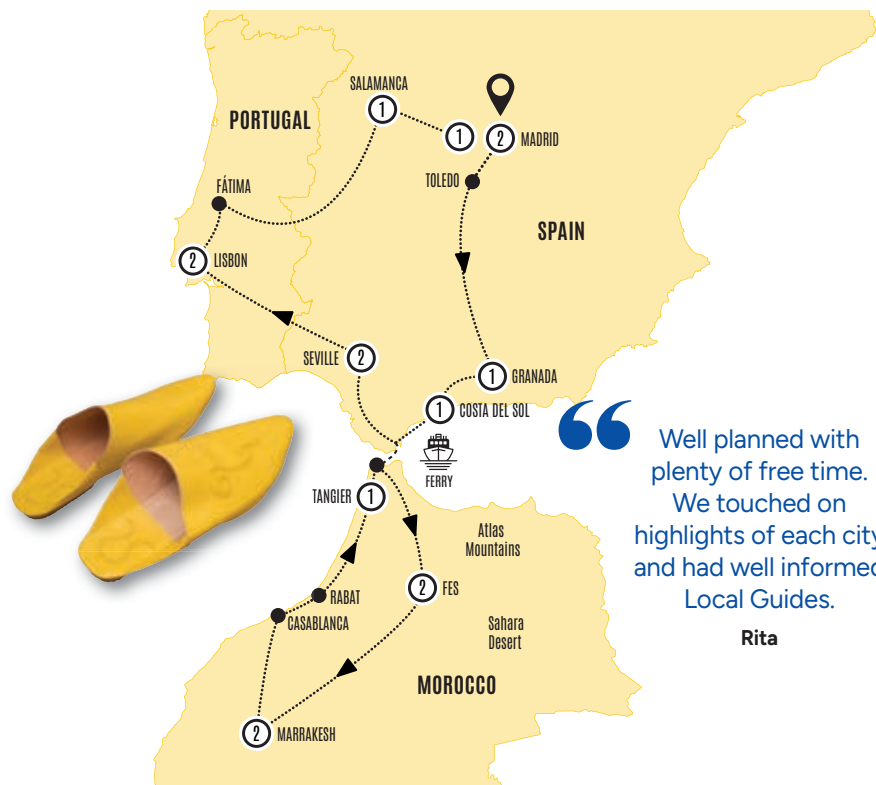 SALAMANCA
1
PORTUGAL
1
2
MADRID
TOLEDO
FÁTIMA
SPAIN
2
LISBON
SEVILLE
2
1
GRANADA
1
COSTA DEL SOL
FERRY
TANGIER
1
Atlas
Mountains
2
FES
RABAT
CASABLANCA
Sahara
Desert
MOROCCO
2
MARRAKESH
“
Well planned with
plenty of free time.
We touched on
highlights of each city
and had well informed
Local Guides.
Rita